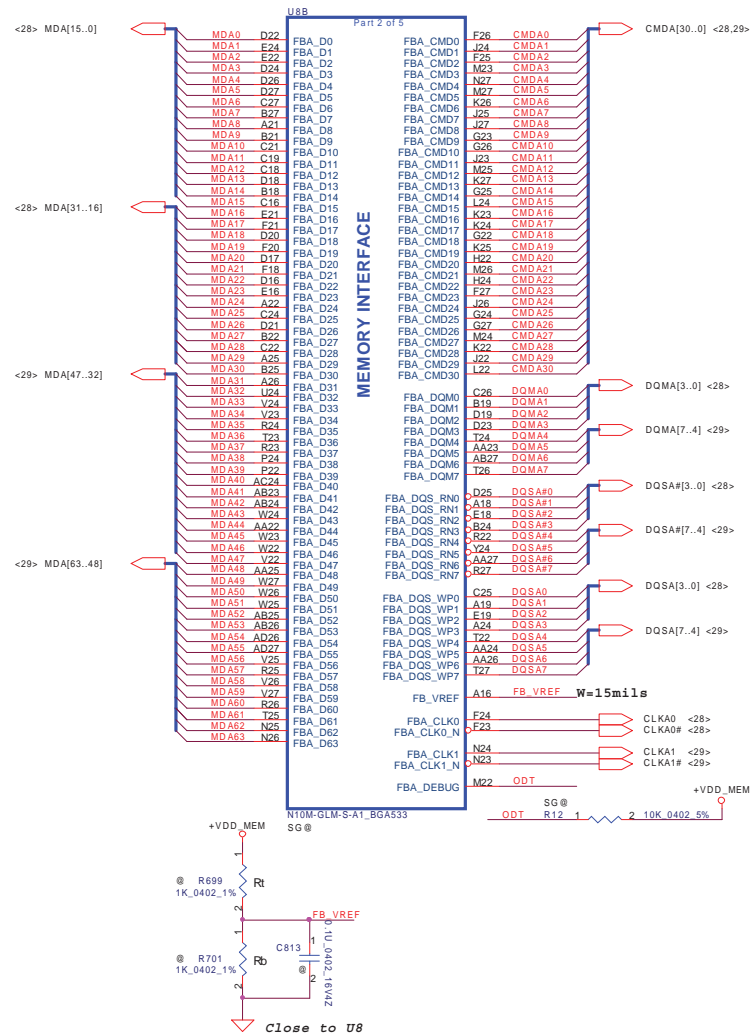 U8B
Part 2 of 5
<28> MDA[15..0]
<28> MDA[31..16]
<29> MDA[47..32]
<29> MDA[63..48]
MDA0 D22 FBA_D0
MDA1 E24 FBA_D1
MDA2 E22 FBA_D2
MDA3 D24 FBA_D3
MDA4 D26 FBA_D4
MDA5 D27 FBA_D5
MDA6 C27 FBA_D6
MDA7 B27 FBA_D7
MDA8 A21 FBA_D8
MDA9 B21 FBA_D9
MDA10 C21 FBA_D10
MDA11 C19 FBA_D11
MDA12 C18 FBA_D12
MDA13 D18 FBA_D13
MDA14 B18 FBA_D14
MDA15 C16 FBA_D15
MDA16 E21 FBA_D16
MDA17 F21 FBA_D17
MDA18 D20 FBA_D18
MDA19 F20 FBA_D19
MDA20 D17 FBA_D20
MDA21 F18 FBA_D21
MDA22 D16 FBA_D22
MDA23 E16 FBA_D23
MDA24 A22 FBA_D24
MDA25 C24 FBA_D25
MDA26 D21 FBA_D26
MDA27 B22 FBA_D27
MDA28 C22 FBA_D28
MDA29 A25 FBA_D29
MDA30 B25 FBA_D30
MDA31 A26 FBA_D31
MDA32 U24 FBA_D32
MDA33 V24 FBA_D33
MDA34 V23 FBA_D34
MDA35 R24 FBA_D35
MDA36 T23 FBA_D36
MDA37 R23 FBA_D37
MDA38 P24 FBA_D38
MDA39 P22 FBA_D39
MDA40 AC24 FBA_D40
MDA41 AB23 FBA_D41
MDA42 AB24 FBA_D42
MDA43 W24 FBA_D43
MDA44 AA22 FBA_D44
MDA45 W23 FBA_D45
MDA46 W22 FBA_D46
MDA47 V22 FBA_D47
MDA48 AA25 FBA_D48
MDA49 W27 FBA_D49
MDA50 W26 FBA_D50
MDA51 W25 FBA_D51
MDA52 AB25 FBA_D52
MDA53 AB26 FBA_D53
MDA54 AD26 FBA_D54
MDA55 AD27 FBA_D55
MDA56 V25 FBA_D56
MDA57 R25 FBA_D57
MDA58 V26 FBA_D58
MDA59 V27 FBA_D59
MDA60 R26 FBA_D60
MDA61 T25 FBA_D61
MDA62 N25 FBA_D62
MDA63 N26 FBA_D63
MEMORY INTERFACE
FBA_CMD0 F26 CMDA0
FBA_CMD1 J24 CMDA1
FBA_CMD2 F25 CMDA2
FBA_CMD3 M23 CMDA3
FBA_CMD4 N27 CMDA4
FBA_CMD5 M27 CMDA5
FBA_CMD6 K26 CMDA6
FBA_CMD7 J25 CMDA7
FBA_CMD8 J27 CMDA8
FBA_CMD9 G23 CMDA9
FBA_CMD10 G26 CMDA10
FBA_CMD11 J23 CMDA11
FBA_CMD12 M25 CMDA12
FBA_CMD13 K27 CMDA13
FBA_CMD14 G25 CMDA14
FBA_CMD15 L24 CMDA15
FBA_CMD16 K23 CMDA16
FBA_CMD17 K24 CMDA17
FBA_CMD18 G22 CMDA18
FBA_CMD19 K25 CMDA19
FBA_CMD20 H22 CMDA20
FBA_CMD21 M26 CMDA21
FBA_CMD22 H24 CMDA22
FBA_CMD23 F27 CMDA23
FBA_CMD24 J26 CMDA24
FBA_CMD25 G24 CMDA25
FBA_CMD26 G27 CMDA26
FBA_CMD27 M24 CMDA27
FBA_CMD28 K22 CMDA28
FBA_CMD29 J22 CMDA29
FBA_CMD30 L22 CMDA30
CMDA[30..0] <28,29>
FBA_DQM0 C26 DQMA0
FBA_DQM1 B19 DQMA1
FBA_DQM2 D19 DQMA2
FBA_DQM3 D23 DQMA3
FBA_DQM4 T24 DQMA4
FBA_DQM5 AA23 DQMA5
FBA_DQM6 AB27 DQMA6
FBA_DQM7 T26 DQMA7
DQMA[3..0] <28>
DQMA[7..4] <29>
FBA_DQS_RN0 D25 DQSA#0
FBA_DQS_RN1 A18 DQSA#1
FBA_DQS_RN2 E18 DQSA#2
FBA_DQS_RN3 B24 DQSA#3
FBA_DQS_RN4 R22 DQSA#4
FBA_DQS_RN5 Y24 DQSA#5
FBA_DQS_RN6 AA27 DQSA#6
FBA_DQS_RN7 R27 DQSA#7
DQSA#[3..0] <28>
DQSA#[7..4] <29>
FBA_DQS_WP0 C25 DQSA0
FBA_DQS_WP1 A19 DQSA1
FBA_DQS_WP2 E19 DQSA2
FBA_DQS_WP3 A24 DQSA3
FBA_DQS_WP4 T22 DQSA4
FBA_DQS_WP5 AA24 DQSA5
FBA_DQS_WP6 AA26 DQSA6
FBA_DQS_WP7 T27 DQSA7
DQSA[3..0] <28>
DQSA[7..4] <29>
FB_VREF A16 FB_VREF W=15mils
FBA_CLK0 F24 CLKA0 <28>
FBA_CLK0_N F23 CLKA0# <28>
FBA_CLK1 N24 CLKA1 <29>
FBA_CLK1_N N23 CLKA1# <29>
FBA_DEBUG M22 ODT
N10M-GLM-S-A1_BGA533
SG@
+VDD_MEM
SG@
ODT R12 1 2 10K_0402_5%
+VDD_MEM
1
@ R699 Rt
1K_0402_1%
2
FB_VREF
1
@ R701 Rb
1K_0402_1%
2
C813 1
@
2
0.1U_0402_16V4Z
Close to U8